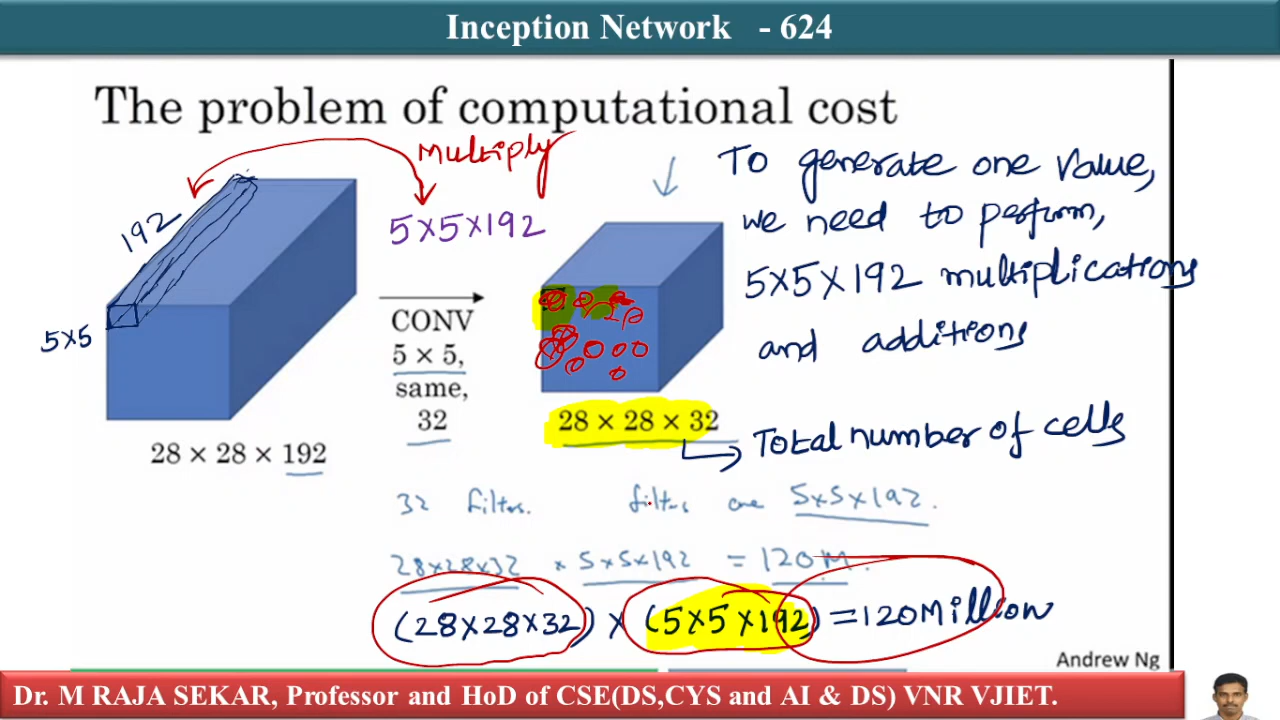 Inception Network - 624
The problem of computational cost
Multiply
192
5×5×192
5×5
CONV
5 × 5,
same,
32
28 × 28 × 192
28 × 28 × 32
To generate one value,
we need to perform,
5×5×192 multiplications
and additions
Total number of cells
32 filters. filters are 5×5×192.
28×28×32 × 5×5×192 = 120M.
(28×28×32) × (5×5×192) = 120 Million
Andrew Ng
Dr. M RAJA SEKAR, Professor and HoD of CSE(DS,CYS and AI & DS) VNR VJIET.